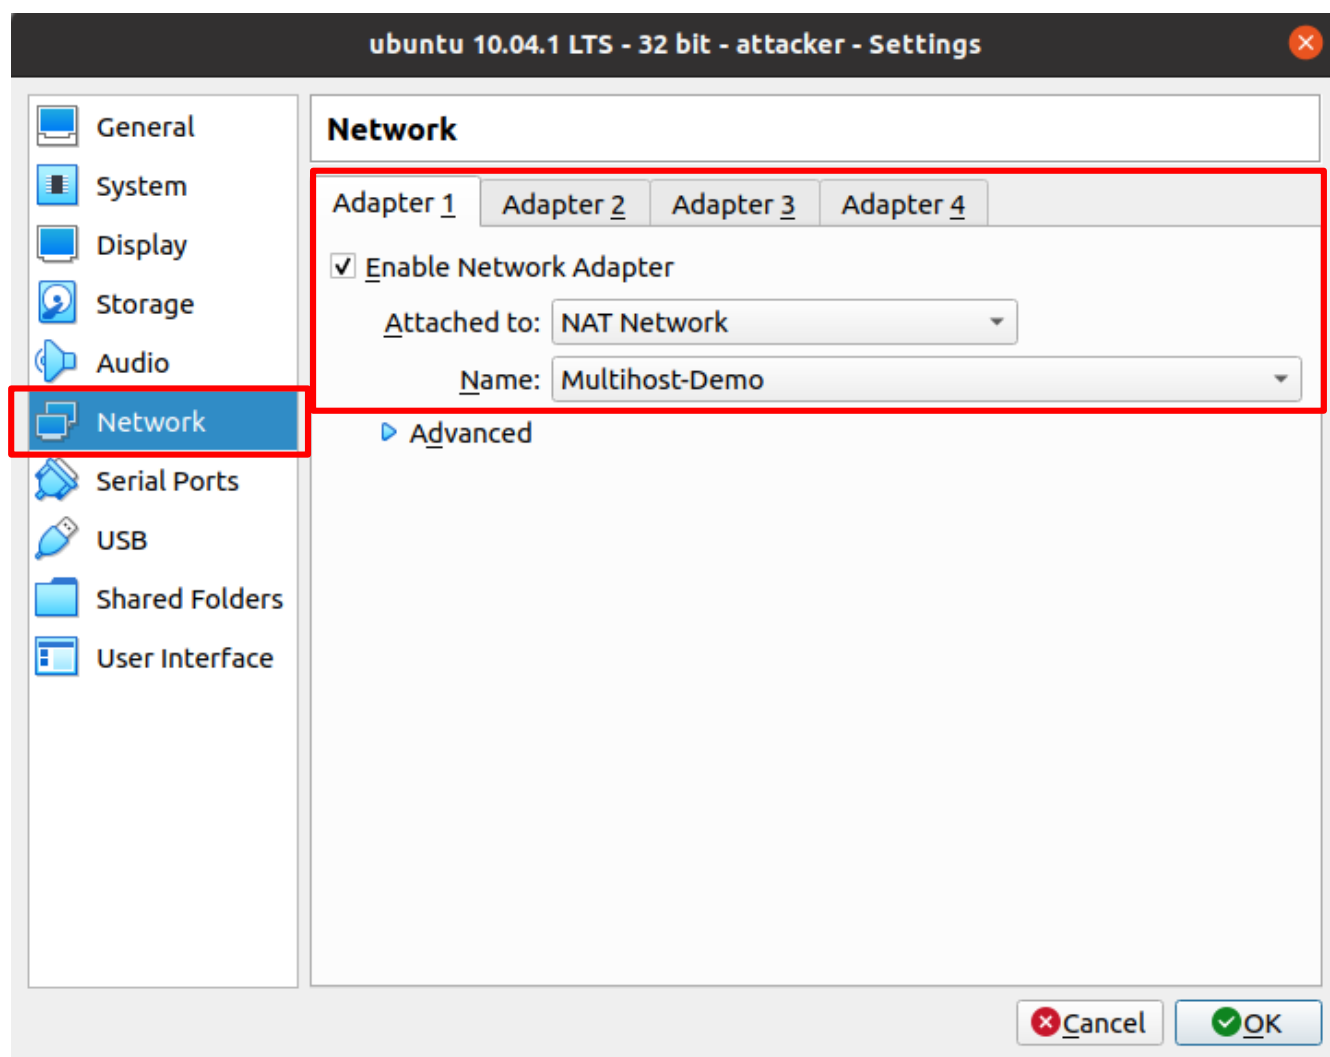 ubuntu 10.04.1 LTS - 32 bit - attacker - Settings
General
System
Display
Storage
Audio
Network
Serial Ports
USB
Shared Folders
User Interface
Network
Adapter 1 Adapter 2 Adapter 3 Adapter 4
Enable Network Adapter
Attached to: NAT Network
Name: Multihost-Demo
Advanced
Cancel OK